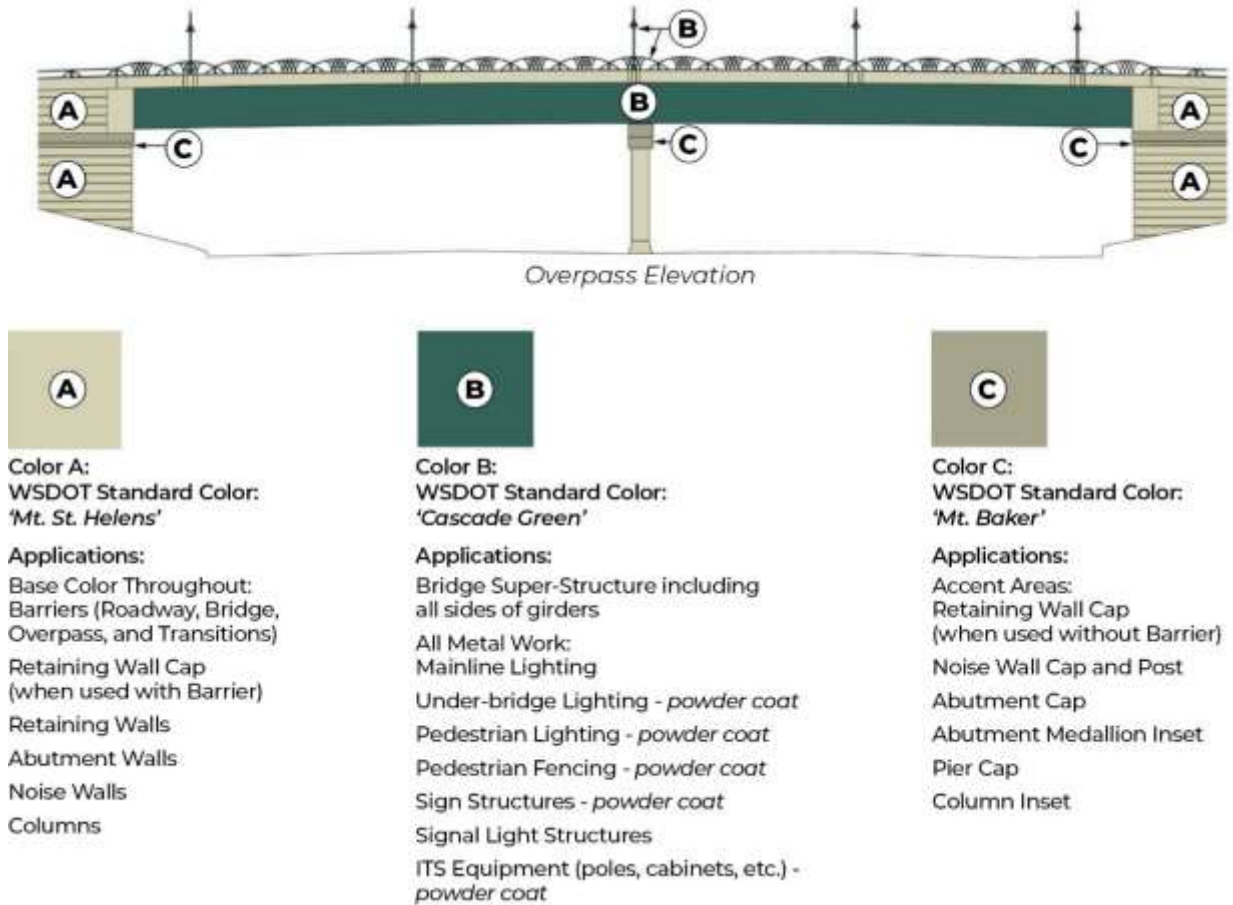 B
A
B
A
C
C
C
A
A
Overpass Elevation
A
Color A:
WSDOT Standard Color:
‘Mt. St. Helens’
Applications:
Base Color Throughout:
Barriers (Roadway, Bridge,
Overpass, and Transitions)
Retaining Wall Cap
(when used with Barrier)
Retaining Walls
Abutment Walls
Noise Walls
Columns
B
Color B:
WSDOT Standard Color:
‘Cascade Green’
Applications:
Bridge Super-Structure including
all sides of girders
All Metal Work:
Mainline Lighting
Under-bridge Lighting - powder coat
Pedestrian Lighting - powder coat
Pedestrian Fencing - powder coat
Sign Structures - powder coat
Signal Light Structures
ITS Equipment (poles, cabinets, etc.) -
powder coat
C
Color C:
WSDOT Standard Color:
‘Mt. Baker’
Applications:
Accent Areas:
Retaining Wall Cap
(when used without Barrier)
Noise Wall Cap and Post
Abutment Cap
Abutment Medallion Inset
Pier Cap
Column Inset